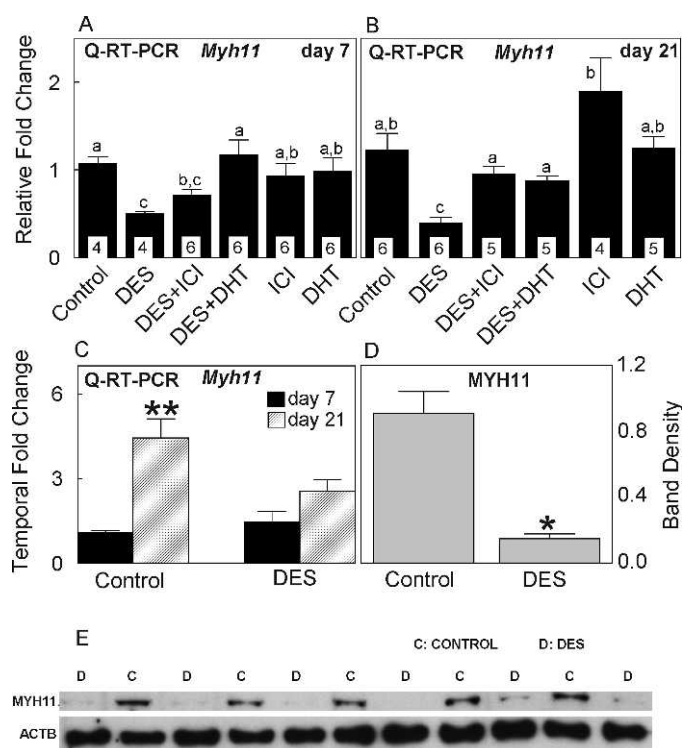 A
B
Q-RT-PCR Myh11 day 7
Q-RT-PCR Myh11 day 21
Relative Fold Change
2
1
0
a
c
b,c
a
a,b
a,b
4
4
6
6
6
6
Control
DES
DES+ICI
DES+DHT
ICI
DHT
a,b
c
a
a
b
a,b
6
6
5
5
4
5
Control
DES
DES+ICI
DES+DHT
ICI
DHT
C
Q-RT-PCR Myh11
Temporal Fold Change
6
3
0
**
day 7
day 21
Control
DES
D
MYH11
1.2
0.8
0.4
0.0
Band Density
*
Control
DES
E
C: CONTROL D: DES
D C D C D C D C D C D
MYH11
ACTB